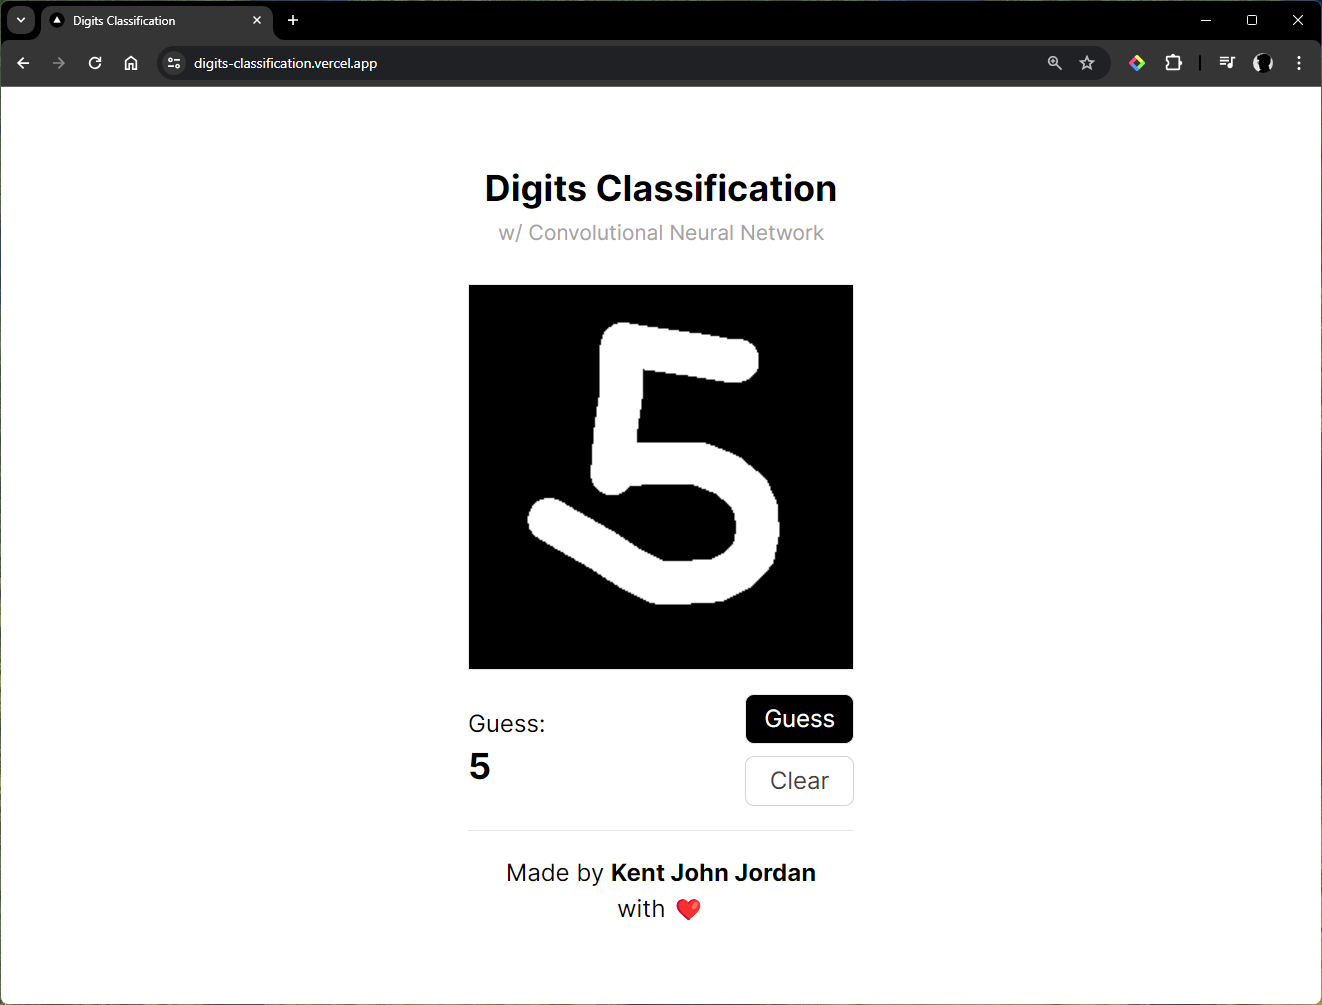 Digits Classification
digits-classification.vercel.app
Digits Classification
w/ Convolutional Neural Network
5
Guess:
5
Guess
Clear
Made by Kent John Jordan
with ❤️